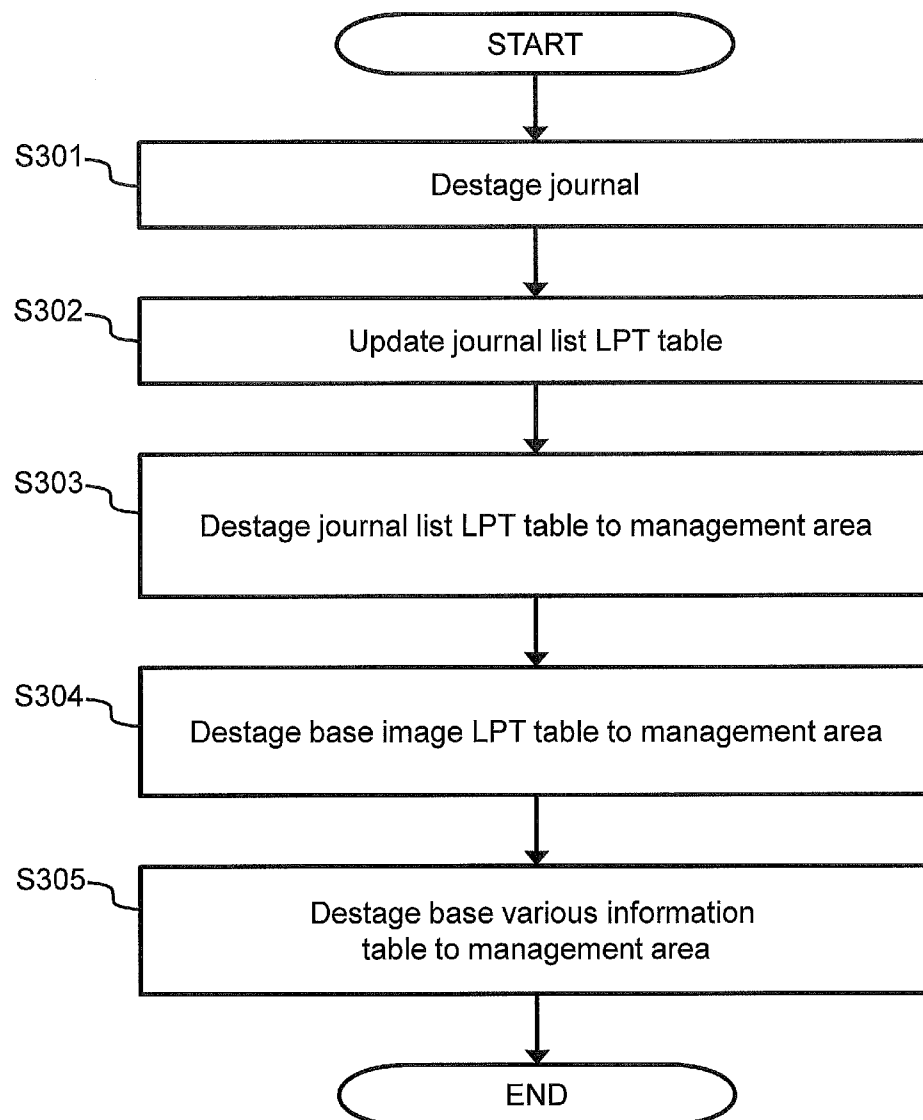 START
S301
Destage journal
S302
Update journal list LPT table
S303
Destage journal list LPT table to management area
S304
Destage base image LPT table to management area
S305
Destage base various information
table to management area
END